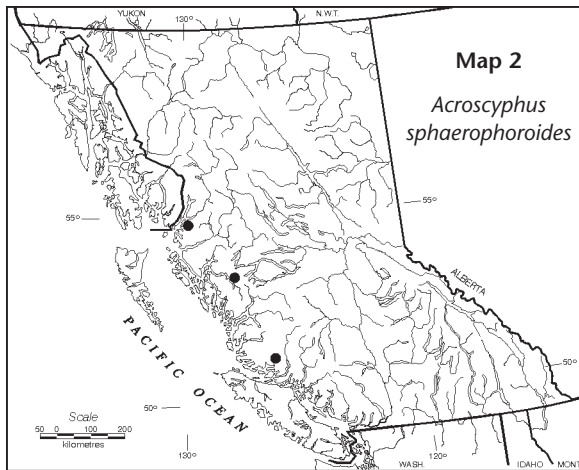 YUKON
130°
N.W.T.
Map 2
Acroscyphus
sphaerophoroides
55°
55°
ALBERTA
PACIFIC OCEAN
50°
Scale
50 0 100 200
kilometres
50°
130°
WASH.
120°
IDAHO
MONT